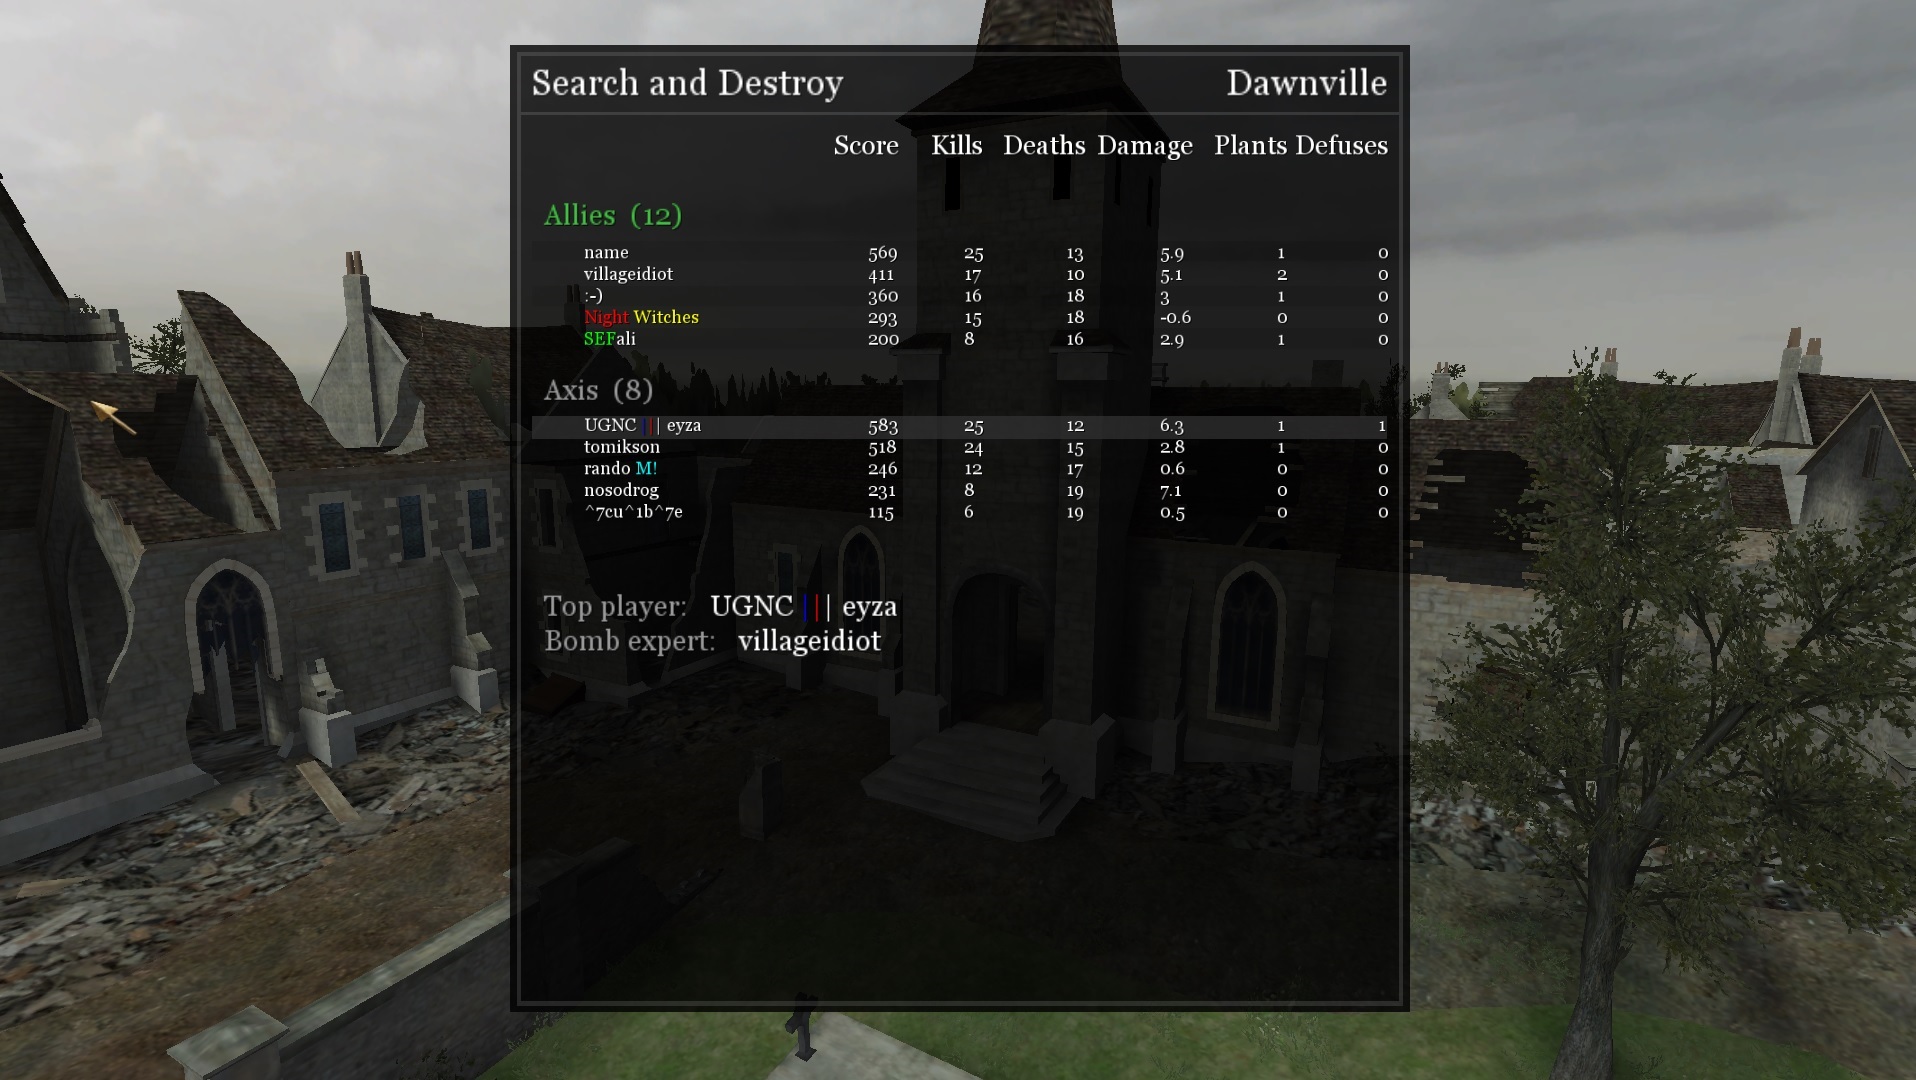 Search and Destroy Dawnville
Score Kills Deaths Damage Plants Defuses
Allies (12)
name 569 25 13 5.9 1 0
villageidiot 411 17 10 5.1 2 0
:-) 360 16 18 3 1 0
Night Witches 293 15 18 -0.6 0 0
SEFali 200 8 16 2.9 1 0
Axis (8)
UGNC ||| eyza 583 25 12 6.3 1 1
tomikson 518 24 15 2.8 1 0
rando M! 246 12 17 0.6 0 0
nosodrog 231 8 19 7.1 0 0
^7cu^1b^7e 115 6 19 0.5 0 0
Top player: UGNC ||| eyza
Bomb expert: villageidiot